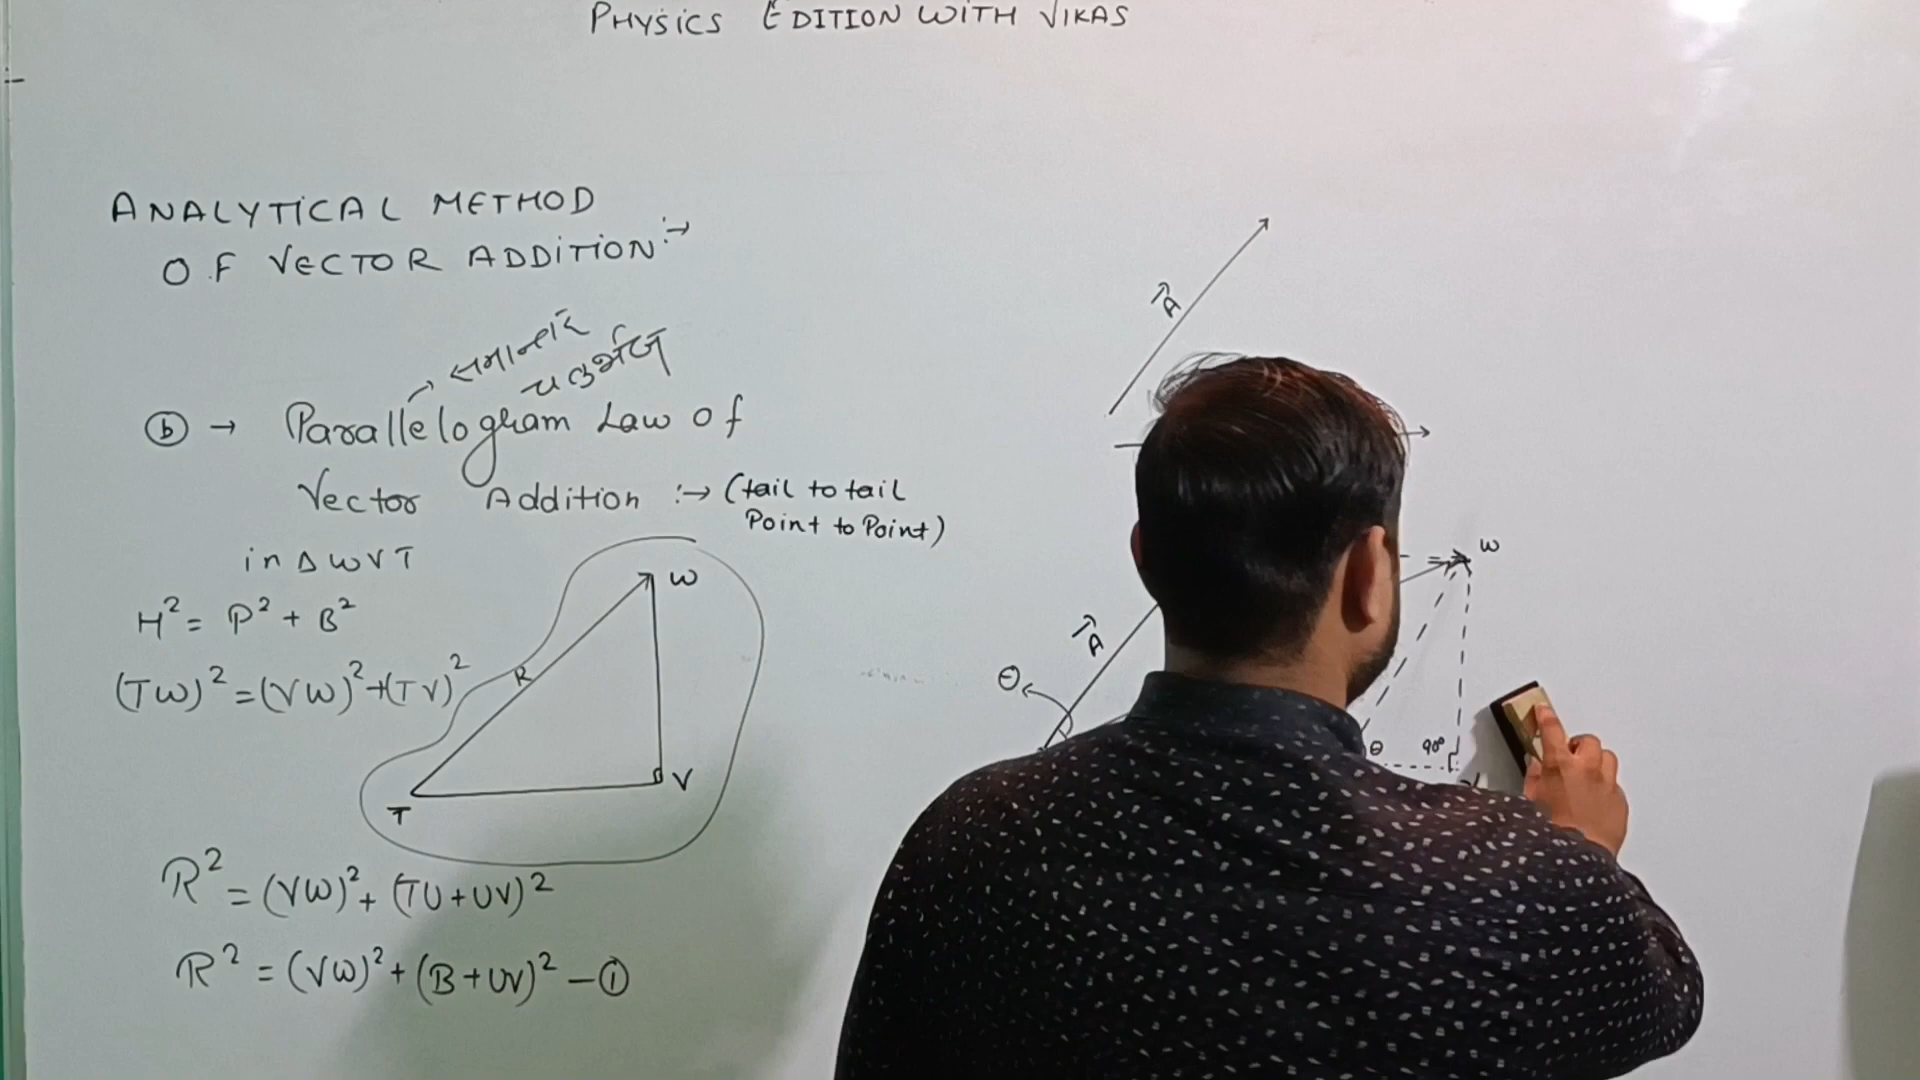 PHYSICS EDITION WITH VIKAS
ANALYTICAL METHOD
OF VECTOR ADDITION :→
→ समान्तर
चतुर्भुज
(b) → Parallelogram Law of
Vector Addition :→ (tail to tail
Point to Point)
in Δ WVT
H² = P² + B²
(TW)² = (VW)² + (TV)²
R
W
V
T
R² = (VW)² + (TU+UV)²
R² = (VW)² + (B+UV)² – ①
A⃗
W
A⃗
θ
θ 90°